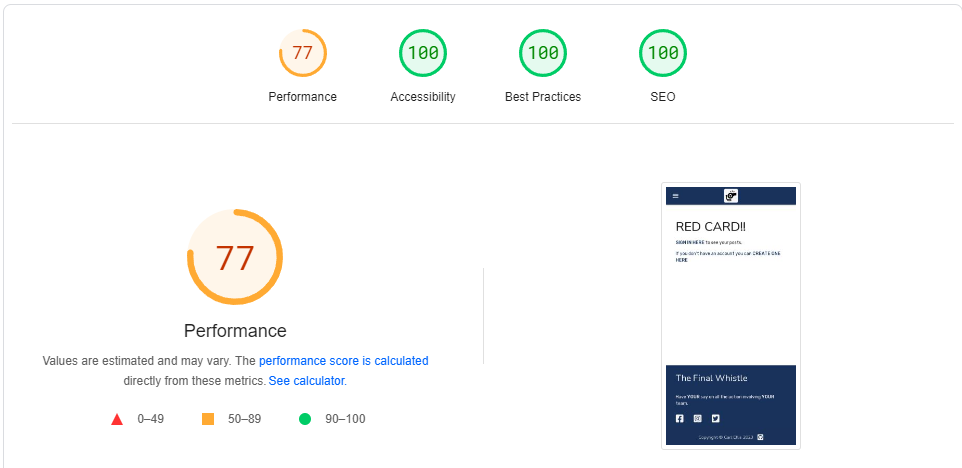 77 100 100 100
Performance Accessibility Best Practices SEO
77
Performance
Values are estimated and may vary. The performance score is calculated
directly from these metrics. See calculator.
0–49 50–89 90–100
RED CARD!!
SIGN IN HERE to see your posts.
If you don't have an account you can CREATE ONE
HERE
The Final Whistle
Have YOUR say on all the action involving YOUR
team.
Copyright © 2023